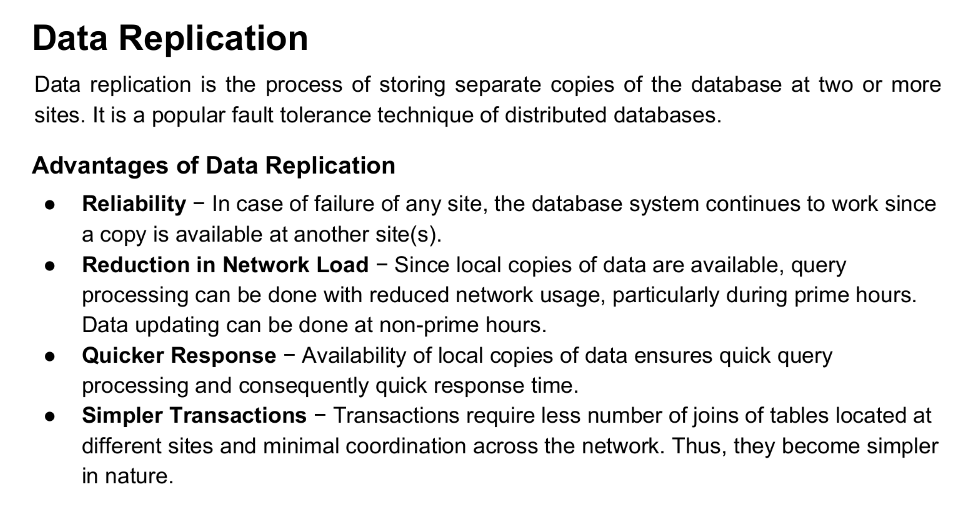 Data Replication
Data replication is the process of storing separate copies of the database at two or more
sites. It is a popular fault tolerance technique of distributed databases.
Advantages of Data Replication
● Reliability − In case of failure of any site, the database system continues to work since
a copy is available at another site(s).
● Reduction in Network Load − Since local copies of data are available, query
processing can be done with reduced network usage, particularly during prime hours.
Data updating can be done at non-prime hours.
● Quicker Response − Availability of local copies of data ensures quick query
processing and consequently quick response time.
● Simpler Transactions − Transactions require less number of joins of tables located at
different sites and minimal coordination across the network. Thus, they become simpler
in nature.